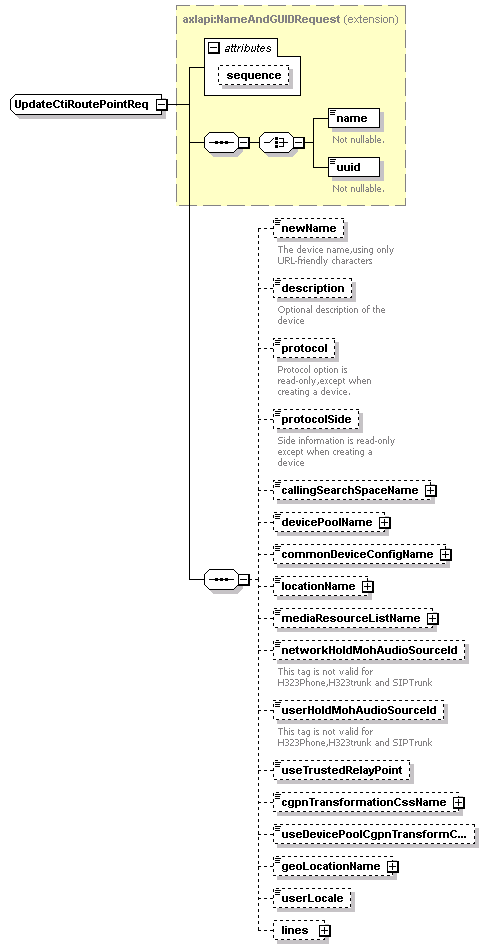 axlapi:NameAndGUIDRequest (extension)
attributes
sequence
UpdateCtiRoutePointReq
name
Not nullable.
uuid
Not nullable.
newName
The device name,using only
URL-friendly characters
description
Optional description of the
device
protocol
Protocol option is
read-only,except when
creating a device.
protocolSide
Side information is read-only
except when creating a
device
callingSearchSpaceName
devicePoolName
commonDeviceConfigName
locationName
mediaResourceListName
networkHoldMohAudioSourceId
This tag is not valid for
H323Phone,H323trunk and SIPTrunk
userHoldMohAudioSourceId
This tag is not valid for
H323Phone,H323trunk and SIPTrunk
useTrustedRelayPoint
cgpnTransformationCssName
useDevicePoolCgpnTransformC...
geoLocationName
userLocale
lines